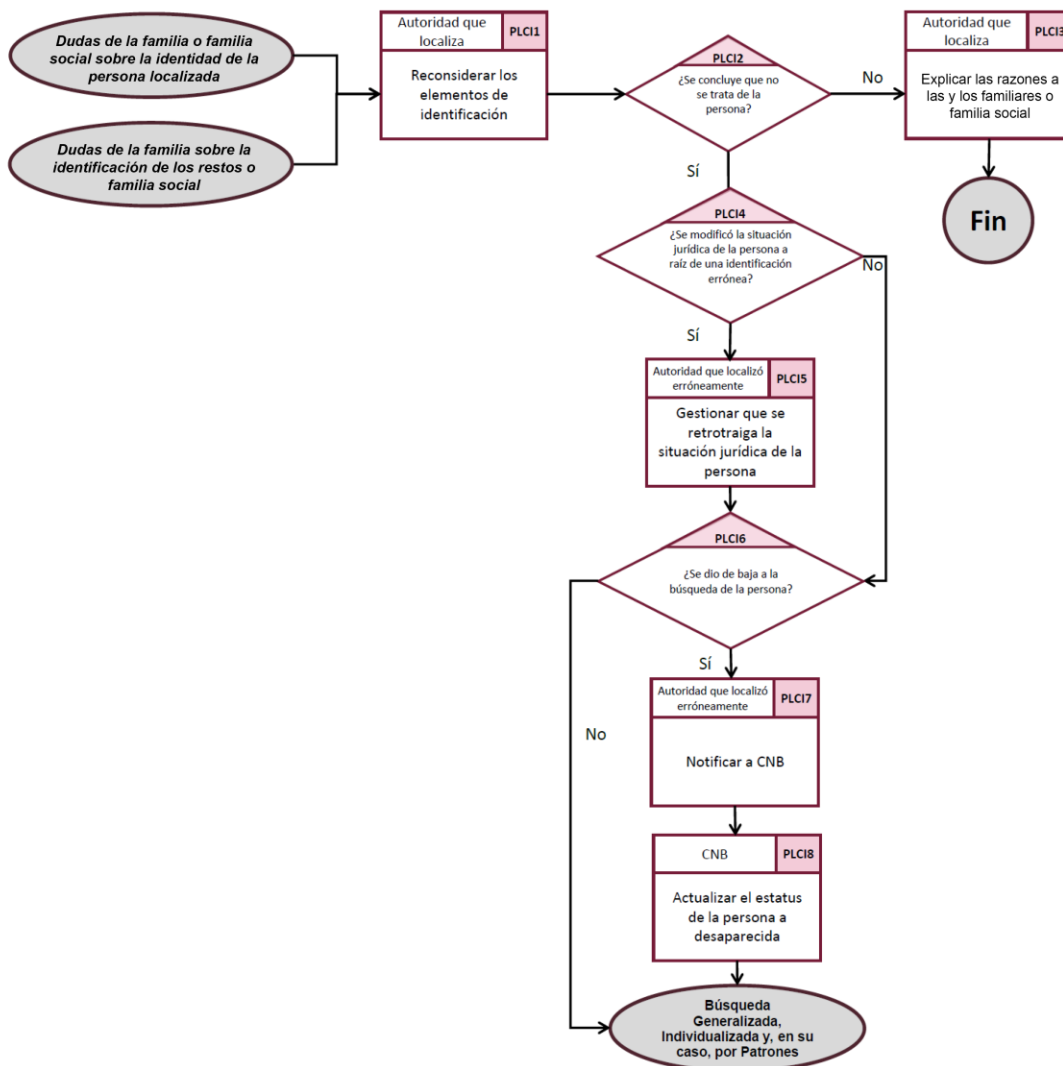 Dudas de la familia o familia
social sobre la identidad de la
persona localizada
Dudas de la familia sobre la
identificación de los restos o
familia social
Autoridad que
localiza
PLCI1
Reconsiderar los
elementos de
identificación
PLCI2
¿Se concluye que no
se trata de la
persona?
No
Autoridad que
localiza
PLCI3
Explicar las razones a
las y los familiares o
familia social
Fin
Sí
PLCI4
¿Se modificó la situación
jurídica de la persona a
raíz de una identificación
errónea?
No
Sí
Autoridad que localizó
erróneamente
PLCI5
Gestionar que se
retrotraiga la
situación jurídica de la
persona
PLCI6
¿Se dio de baja a la
búsqueda de la persona?
Sí
No
Autoridad que localizó
erróneamente
PLCI7
Notificar a CNB
CNB
PLCI8
Actualizar el estatus
de la persona a
desaparecida
Búsqueda
Generalizada,
Individualizada y, en su
caso, por Patrones